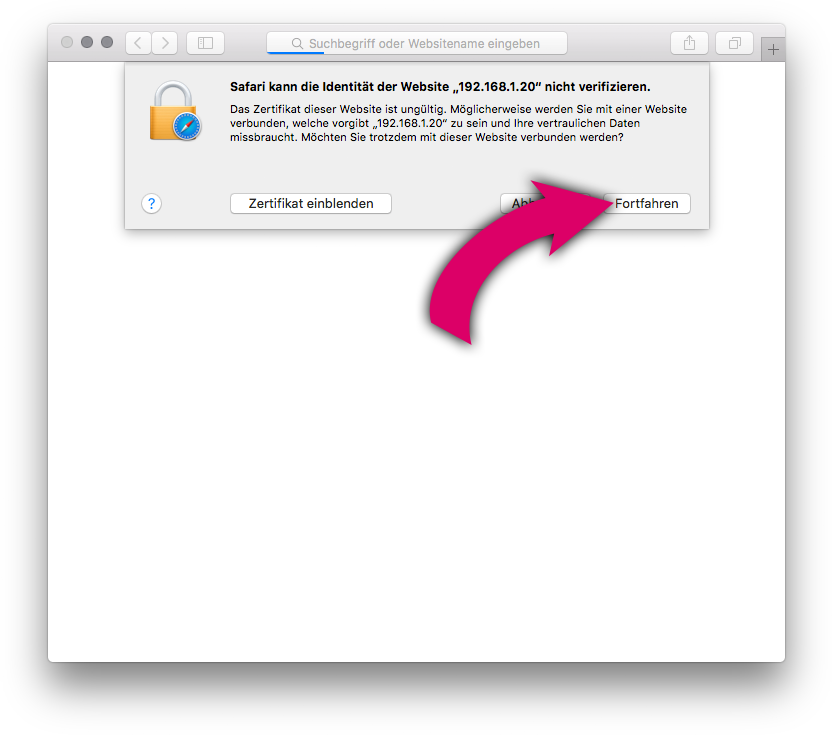 Suchbegriff oder Websitename eingeben
Safari kann die Identität der Website „192.168.1.20“ nicht verifizieren.
Das Zertifikat dieser Website ist ungültig. Möglicherweise werden Sie mit einer Website
verbunden, welche vorgibt „192.168.1.20“ zu sein und Ihre vertraulichen Daten
missbraucht. Möchten Sie trotzdem mit dieser Website verbunden werden?
? Zertifikat einblenden Fortfahren